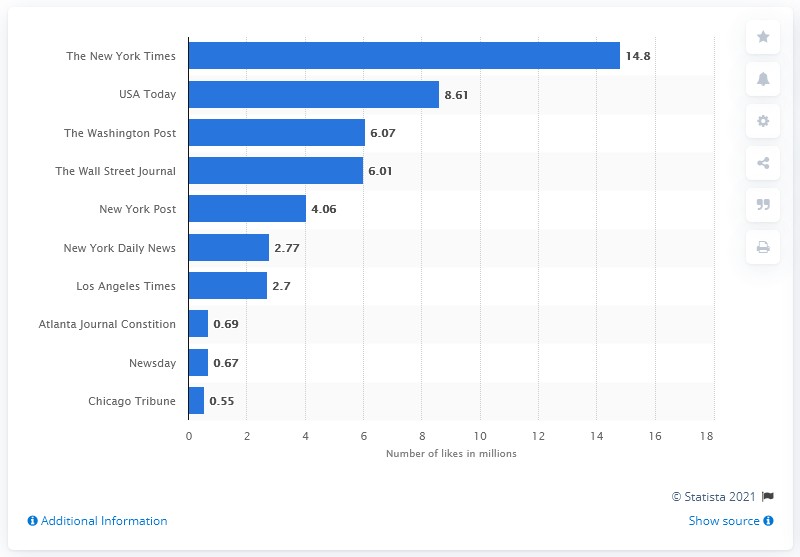 The New York Times 14.8
USA Today 8.61
The Washington Post 6.07
The Wall Street Journal 6.01
New York Post 4.06
New York Daily News 2.77
Los Angeles Times 2.7
Atlanta Journal Constition 0.69
Newsday 0.67
Chicago Tribune 0.55
0 2 4 6 8 10 12 14 16 18
Number of likes in millions
© Statista 2021
Additional Information Show source